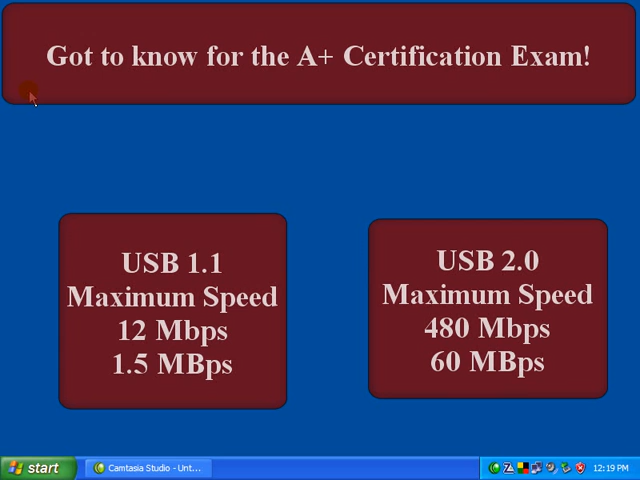 Got to know for the A+ Certification Exam!
USB 1.1
Maximum Speed
12 Mbps
1.5 MBps
USB 2.0
Maximum Speed
480 Mbps
60 MBps
start
Camtasia Studio - Unt...
12:19 PM